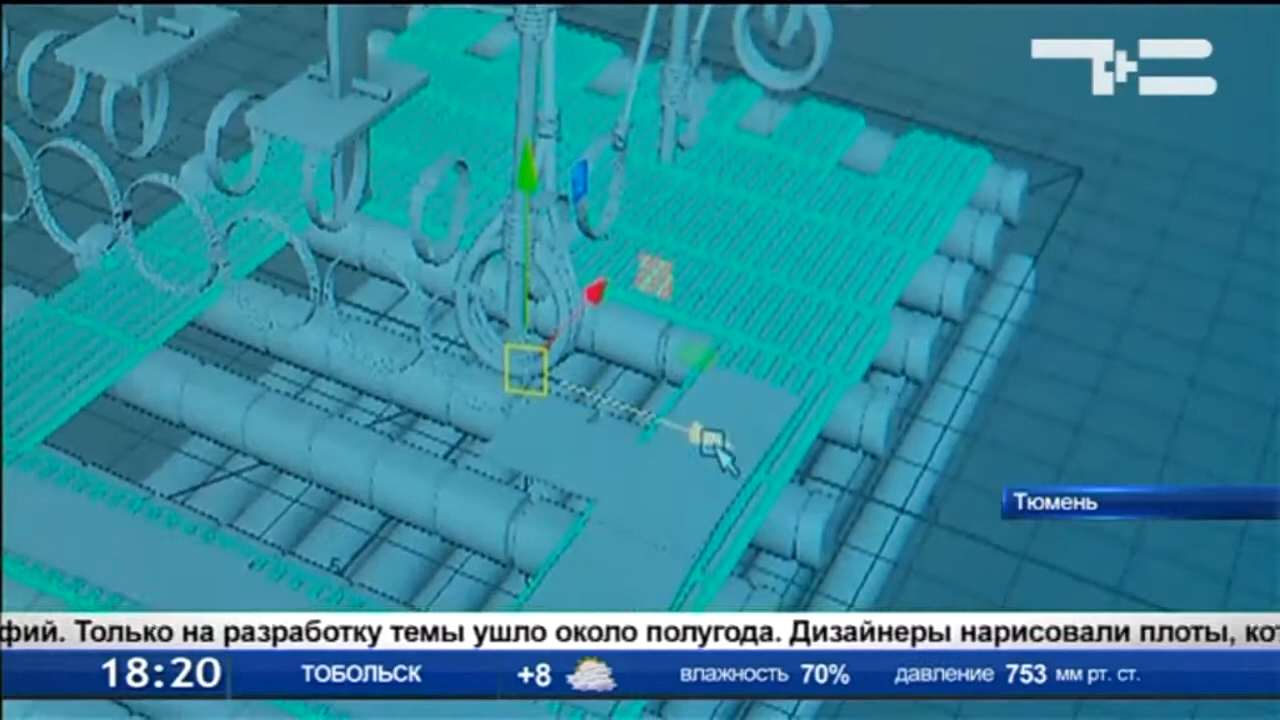 Тюмень
фий. Только на разработку темы ушло около полугода. Дизайнеры нарисовали плоты, кот
18:20 ТОБОЛЬСК +8 влажность 70% давление 753 мм рт. ст.